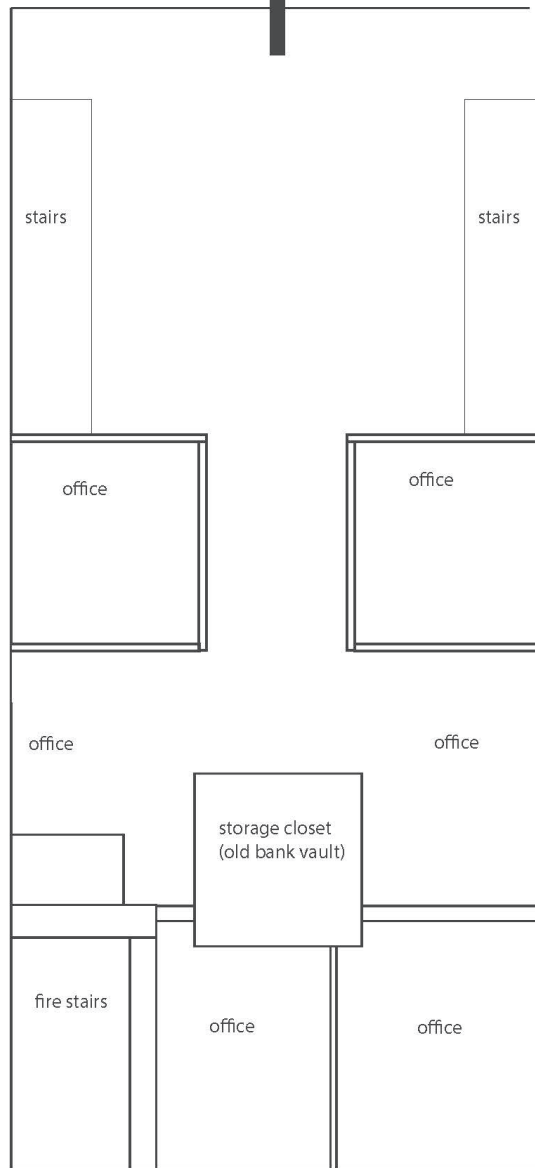 stairs
stairs
office
office
office
office
storage closet
(old bank vault)
fire stairs
office
office